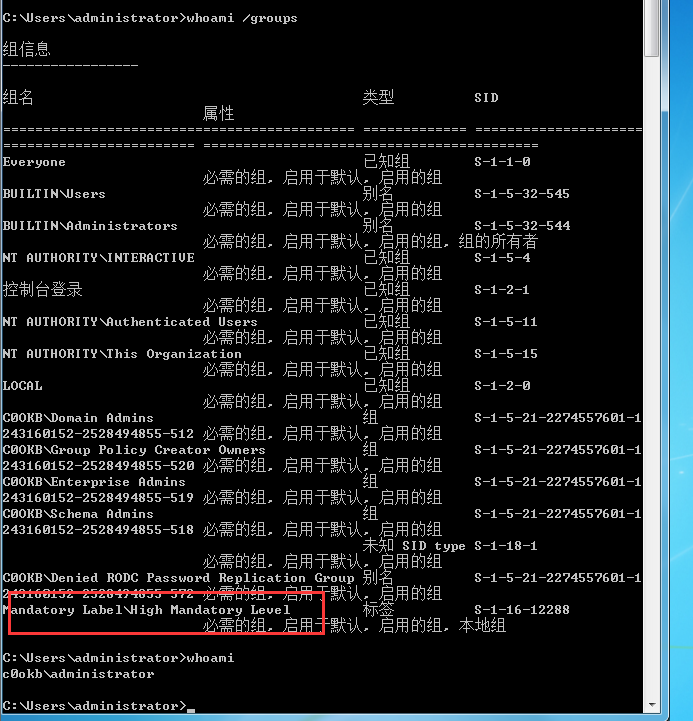 C:\Users\administrator>whoami /groups
组信息
-----------------
组名 类型 SID
属性
============================================ ============= =====================
======================== ==========================================
Everyone 已知组 S-1-1-0
必需的组, 启用于默认, 启用的组
BUILTIN\Users 别名 S-1-5-32-545
必需的组, 启用于默认, 启用的组
BUILTIN\Administrators 别名 S-1-5-32-544
必需的组, 启用于默认, 启用的组, 组的所有者
NT AUTHORITY\INTERACTIVE 已知组 S-1-5-4
必需的组, 启用于默认, 启用的组
控制台登录 已知组 S-1-2-1
必需的组, 启用于默认, 启用的组
NT AUTHORITY\Authenticated Users 已知组 S-1-5-11
必需的组, 启用于默认, 启用的组
NT AUTHORITY\This Organization 已知组 S-1-5-15
必需的组, 启用于默认, 启用的组
LOCAL 已知组 S-1-2-0
必需的组, 启用于默认, 启用的组
C0OKB\Domain Admins 组 S-1-5-21-2274557601-1
243160152-2528494855-512 必需的组, 启用于默认, 启用的组
C0OKB\Group Policy Creator Owners 组 S-1-5-21-2274557601-1
243160152-2528494855-520 必需的组, 启用于默认, 启用的组
C0OKB\Enterprise Admins 组 S-1-5-21-2274557601-1
243160152-2528494855-519 必需的组, 启用于默认, 启用的组
C0OKB\Schema Admins 组 S-1-5-21-2274557601-1
243160152-2528494855-518 必需的组, 启用于默认, 启用的组
未知 SID type S-1-18-1
必需的组, 启用于默认, 启用的组
C0OKB\Denied RODC Password Replication Group 别名 S-1-5-21-2274557601-1
243160152-2528494855-572 必需的组, 启用于默认, 启用的组
Mandatory Label\High Mandatory Level 标签 S-1-16-12288
必需的组, 启用于默认, 启用的组, 本地组
C:\Users\administrator>whoami
c0okb\administrator
C:\Users\administrator>_